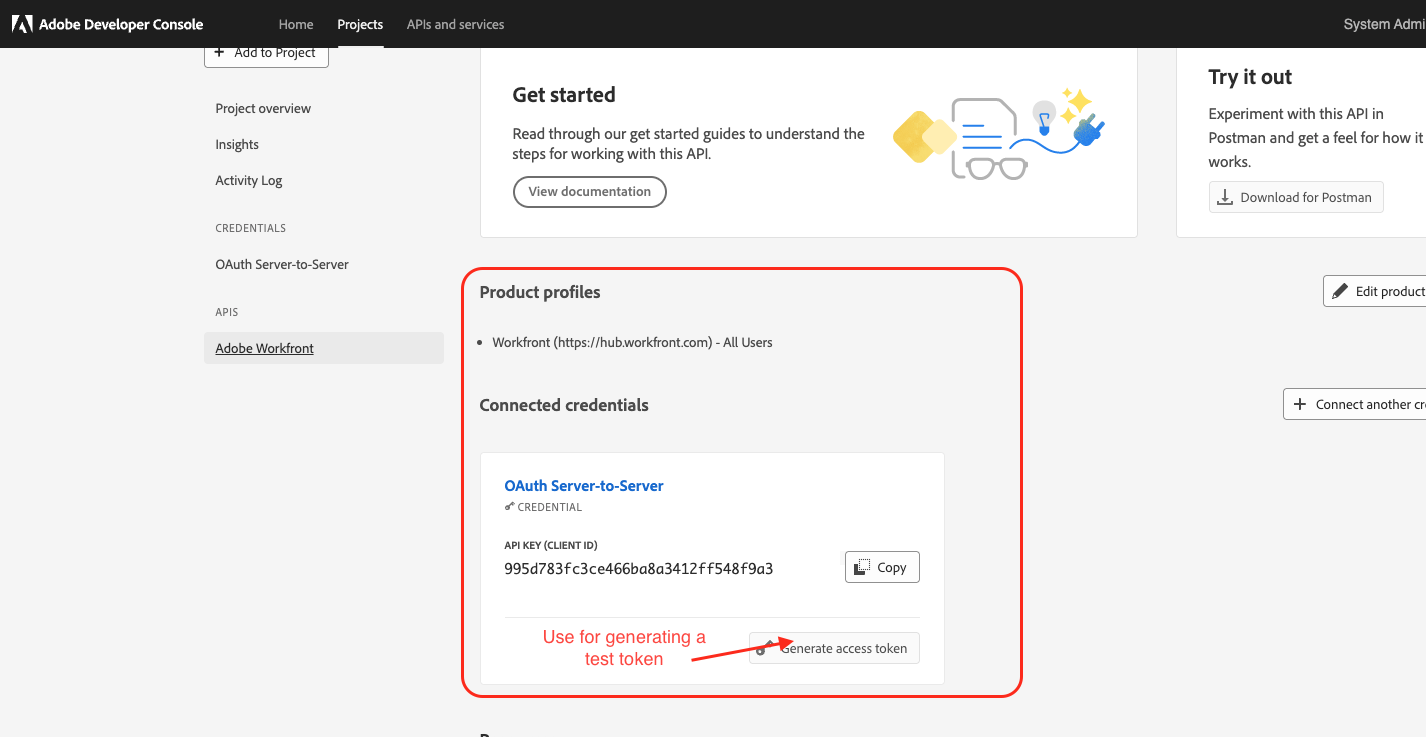 Adobe Developer Console
Home
Projects
APIs and services
System Admi
+ Add to Project
Project overview
Insights
Activity Log
CREDENTIALS
OAuth Server-to-Server
APIS
Adobe Workfront
Get started
Read through our get started guides to understand the
steps for working with this API.
View documentation
Try it out
Experiment with this API in
Postman and get a feel for how it
works.
Download for Postman
Product profiles
Edit product
• Workfront (https://hub.workfront.com) - All Users
Connected credentials
+ Connect another cr
OAuth Server-to-Server
CREDENTIAL
API KEY (CLIENT ID)
995d783fc3ce466ba8a3412ff548f9a3
Copy
Use for generating a
test token
Generate access token